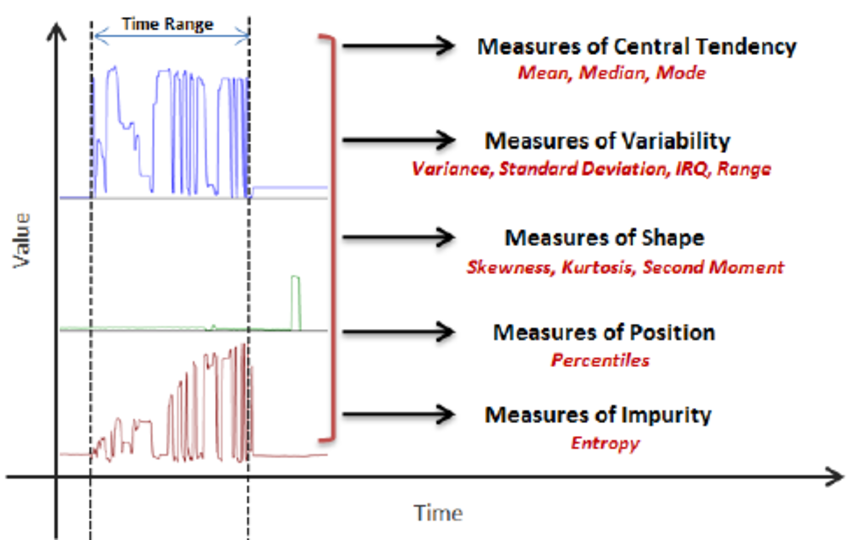 Time Range
Measures of Central Tendency
Mean, Median, Mode
Measures of Variability
Variance, Standard Deviation, IRQ, Range
Measures of Shape
Skewness, Kurtosis, Second Moment
Measures of Position
Percentiles
Measures of Impurity
Entropy
Value
Time